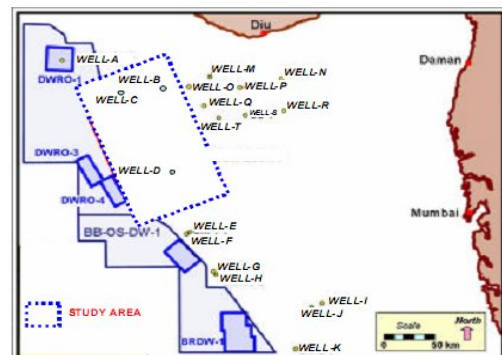 Diu
WELL-A
WELL-M
WELL-N
Daman
DWRO-1
WELL-B
WELL-O
WELL-P
WELL-C
WELL-Q
WELL-S
WELL-R
WELL-T
DWRO-3
WELL-D
DWRO-4
Mumbai
BB-OS-DW-1
WELL-E
WELL-F
WELL-G
WELL-H
STUDY AREA
WELL-I
WELL-J
BRDW-1
WELL-K
Scale
0 50 km
North